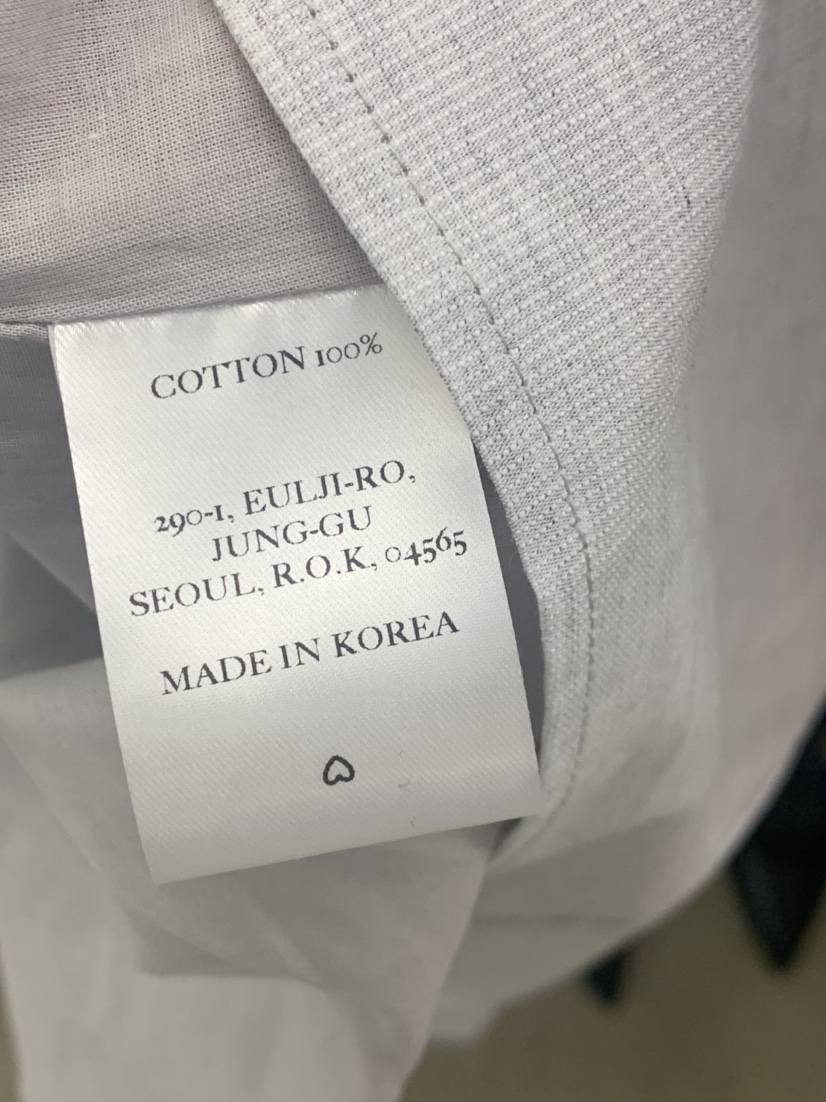 COTTON 100%
290-1, EULJI-RO,
JUNG-GU
SEOUL, R.O.K, 04565
MADE IN KOREA